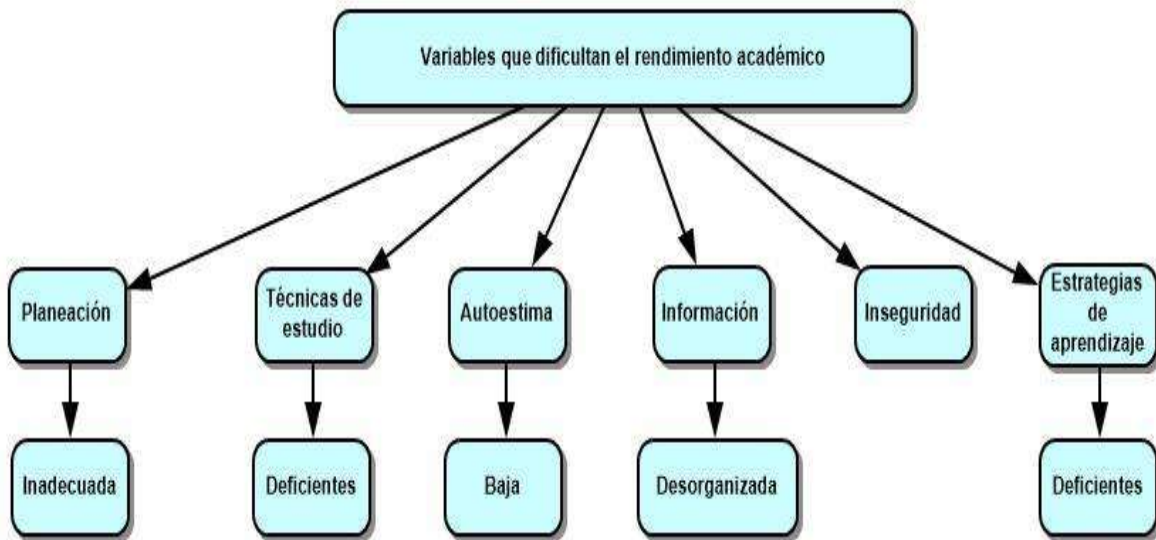 Variables que dificultan el rendimiento académico
Planeación
Técnicas de
estudio
Autoestima
Información
Inseguridad
Estrategias
de
aprendizaje
Inadecuada
Deficientes
Baja
Desorganizada
Deficientes